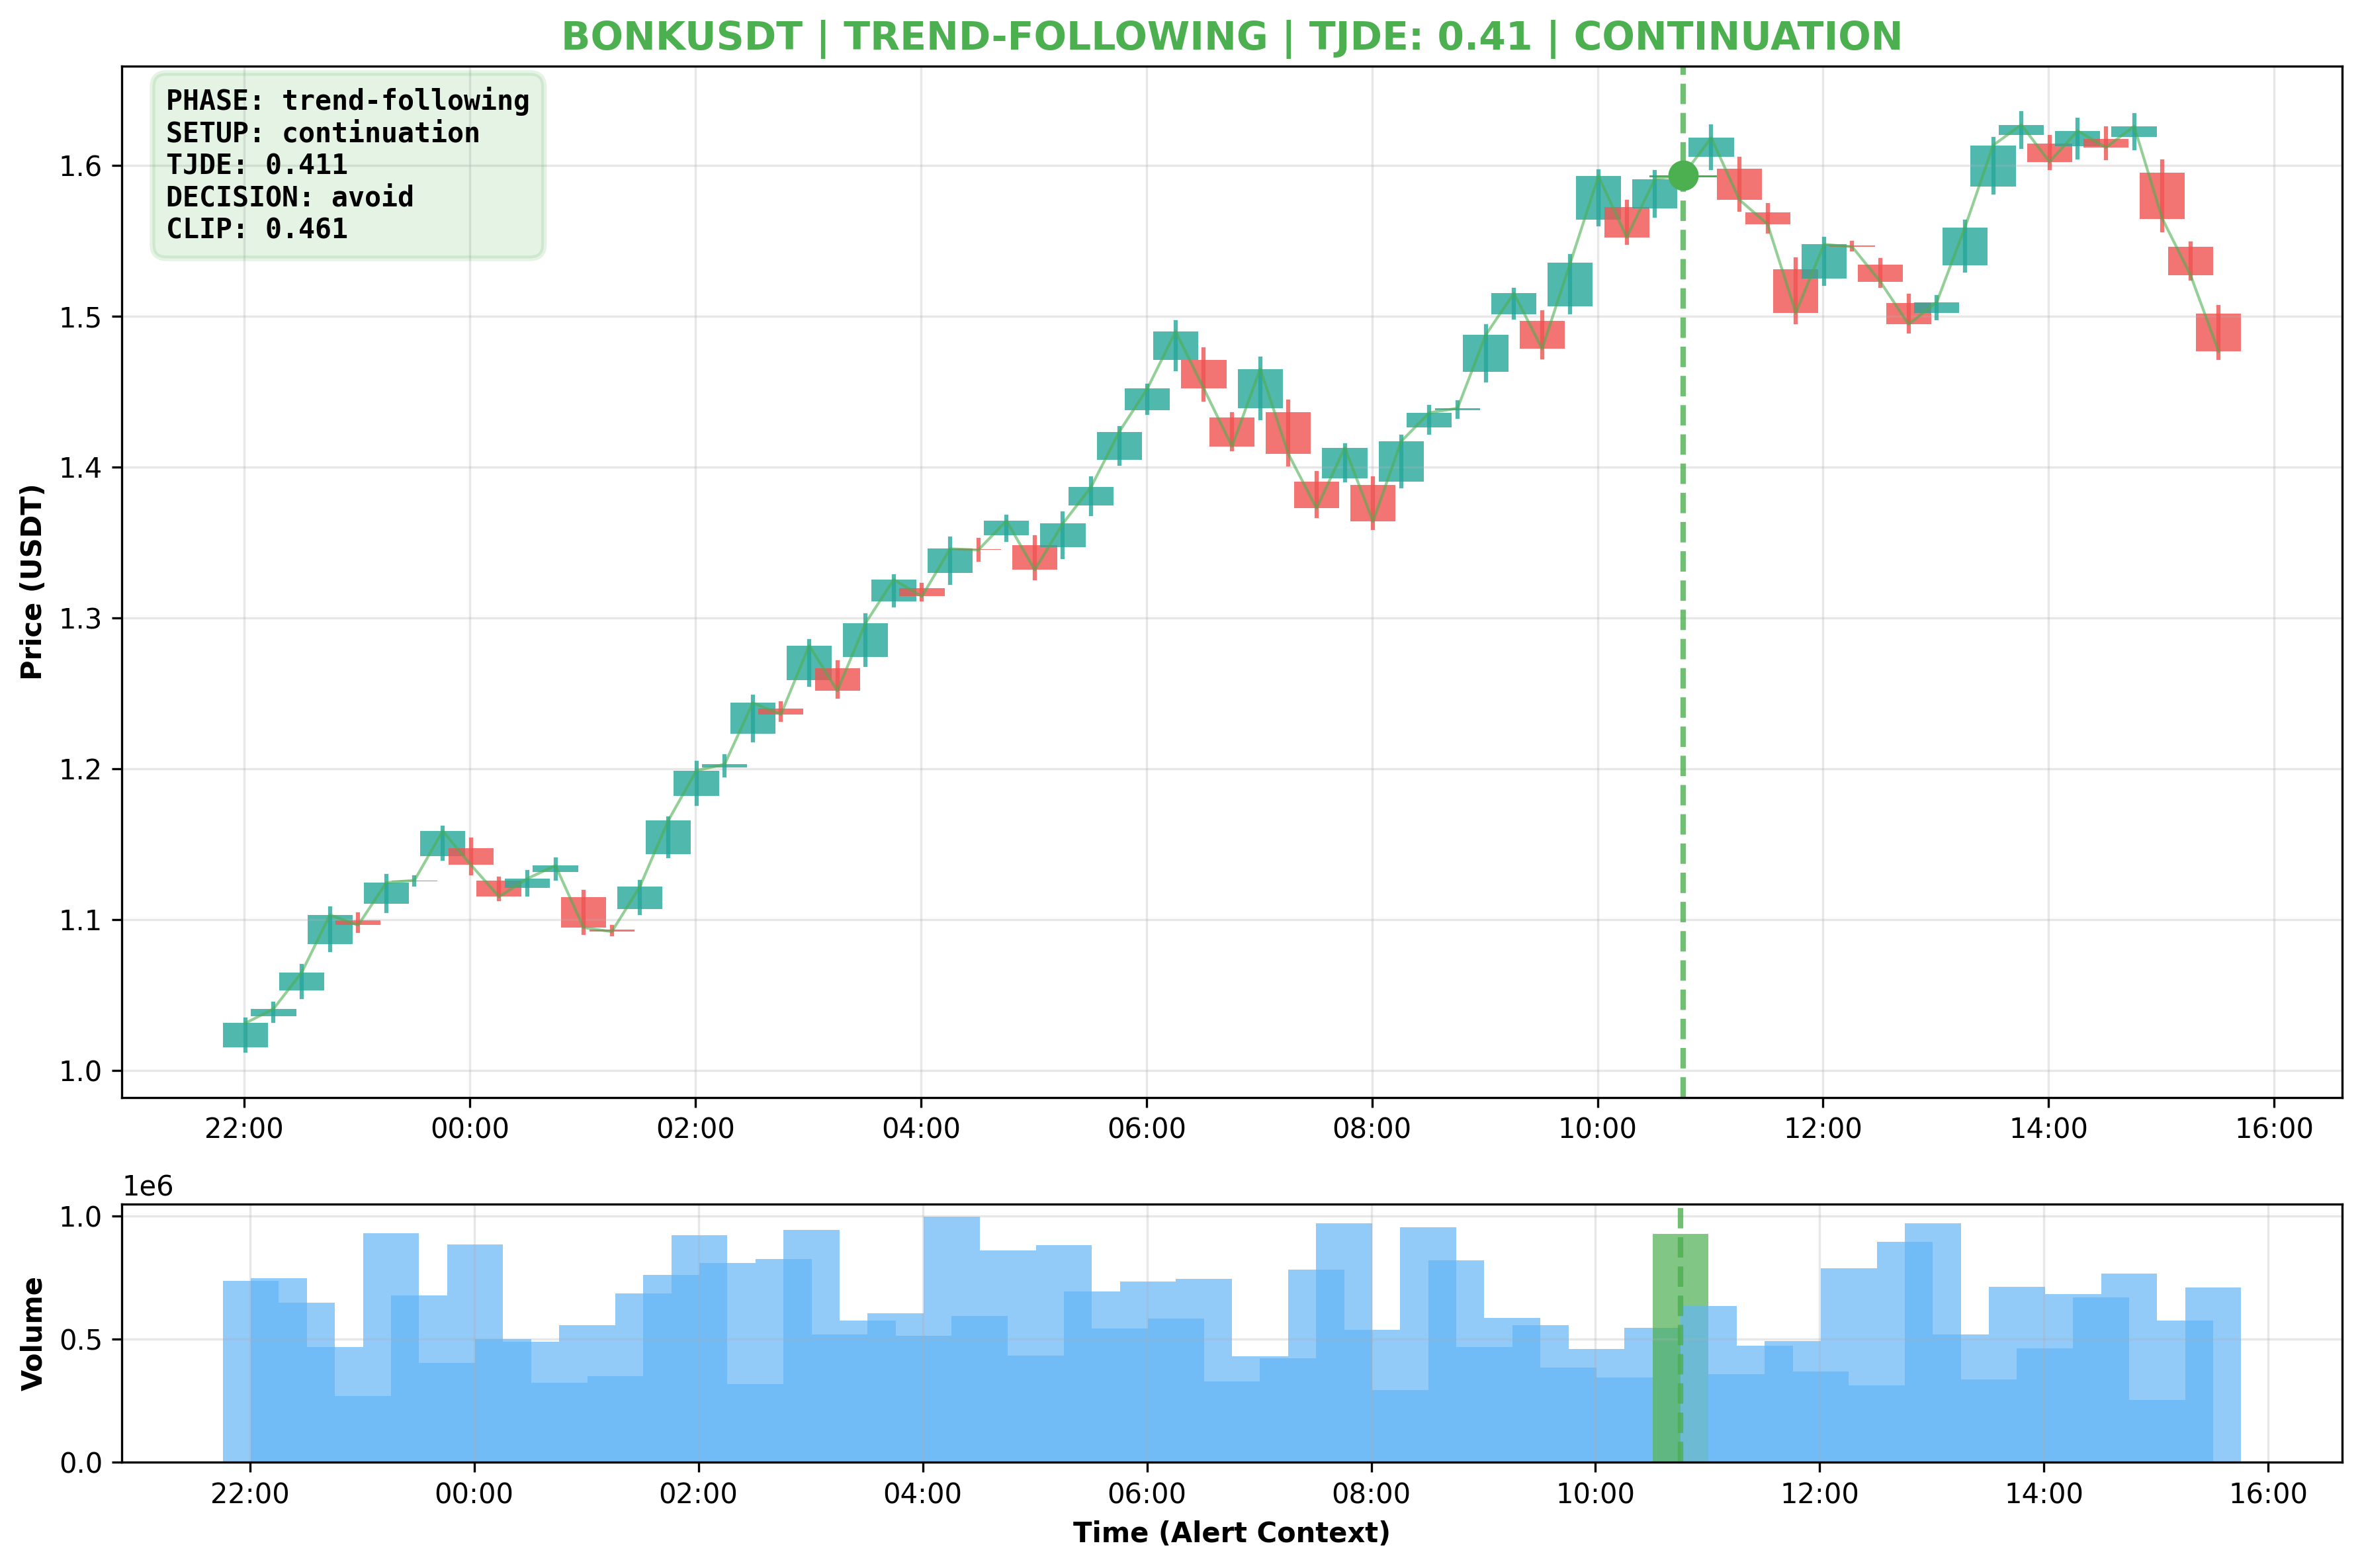 BONKUSDT | TREND-FOLLOWING | TJDE: 0.41 | CONTINUATION
PHASE: trend-following
SETUP: continuation
TJDE: 0.411
DECISION: avoid
CLIP: 0.461
Price (USDT)
1.6
1.5
1.4
1.3
1.2
1.1
1.0
22:00 00:00 02:00 04:00 06:00 08:00 10:00 12:00 14:00 16:00
1e6
Volume
1.0
0.5
0.0
22:00 00:00 02:00 04:00 06:00 08:00 10:00 12:00 14:00 16:00
Time (Alert Context)